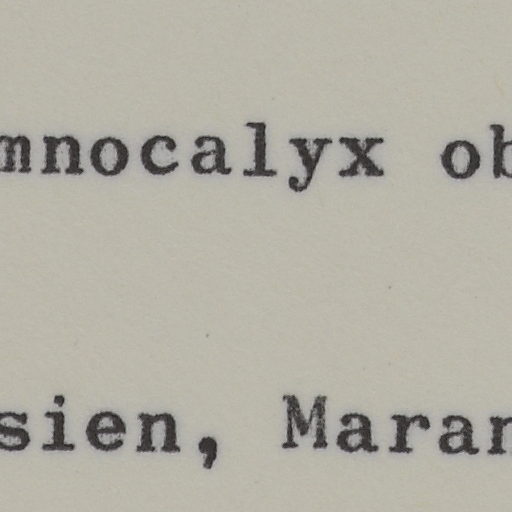 mnocalyx ob
sien, Maran